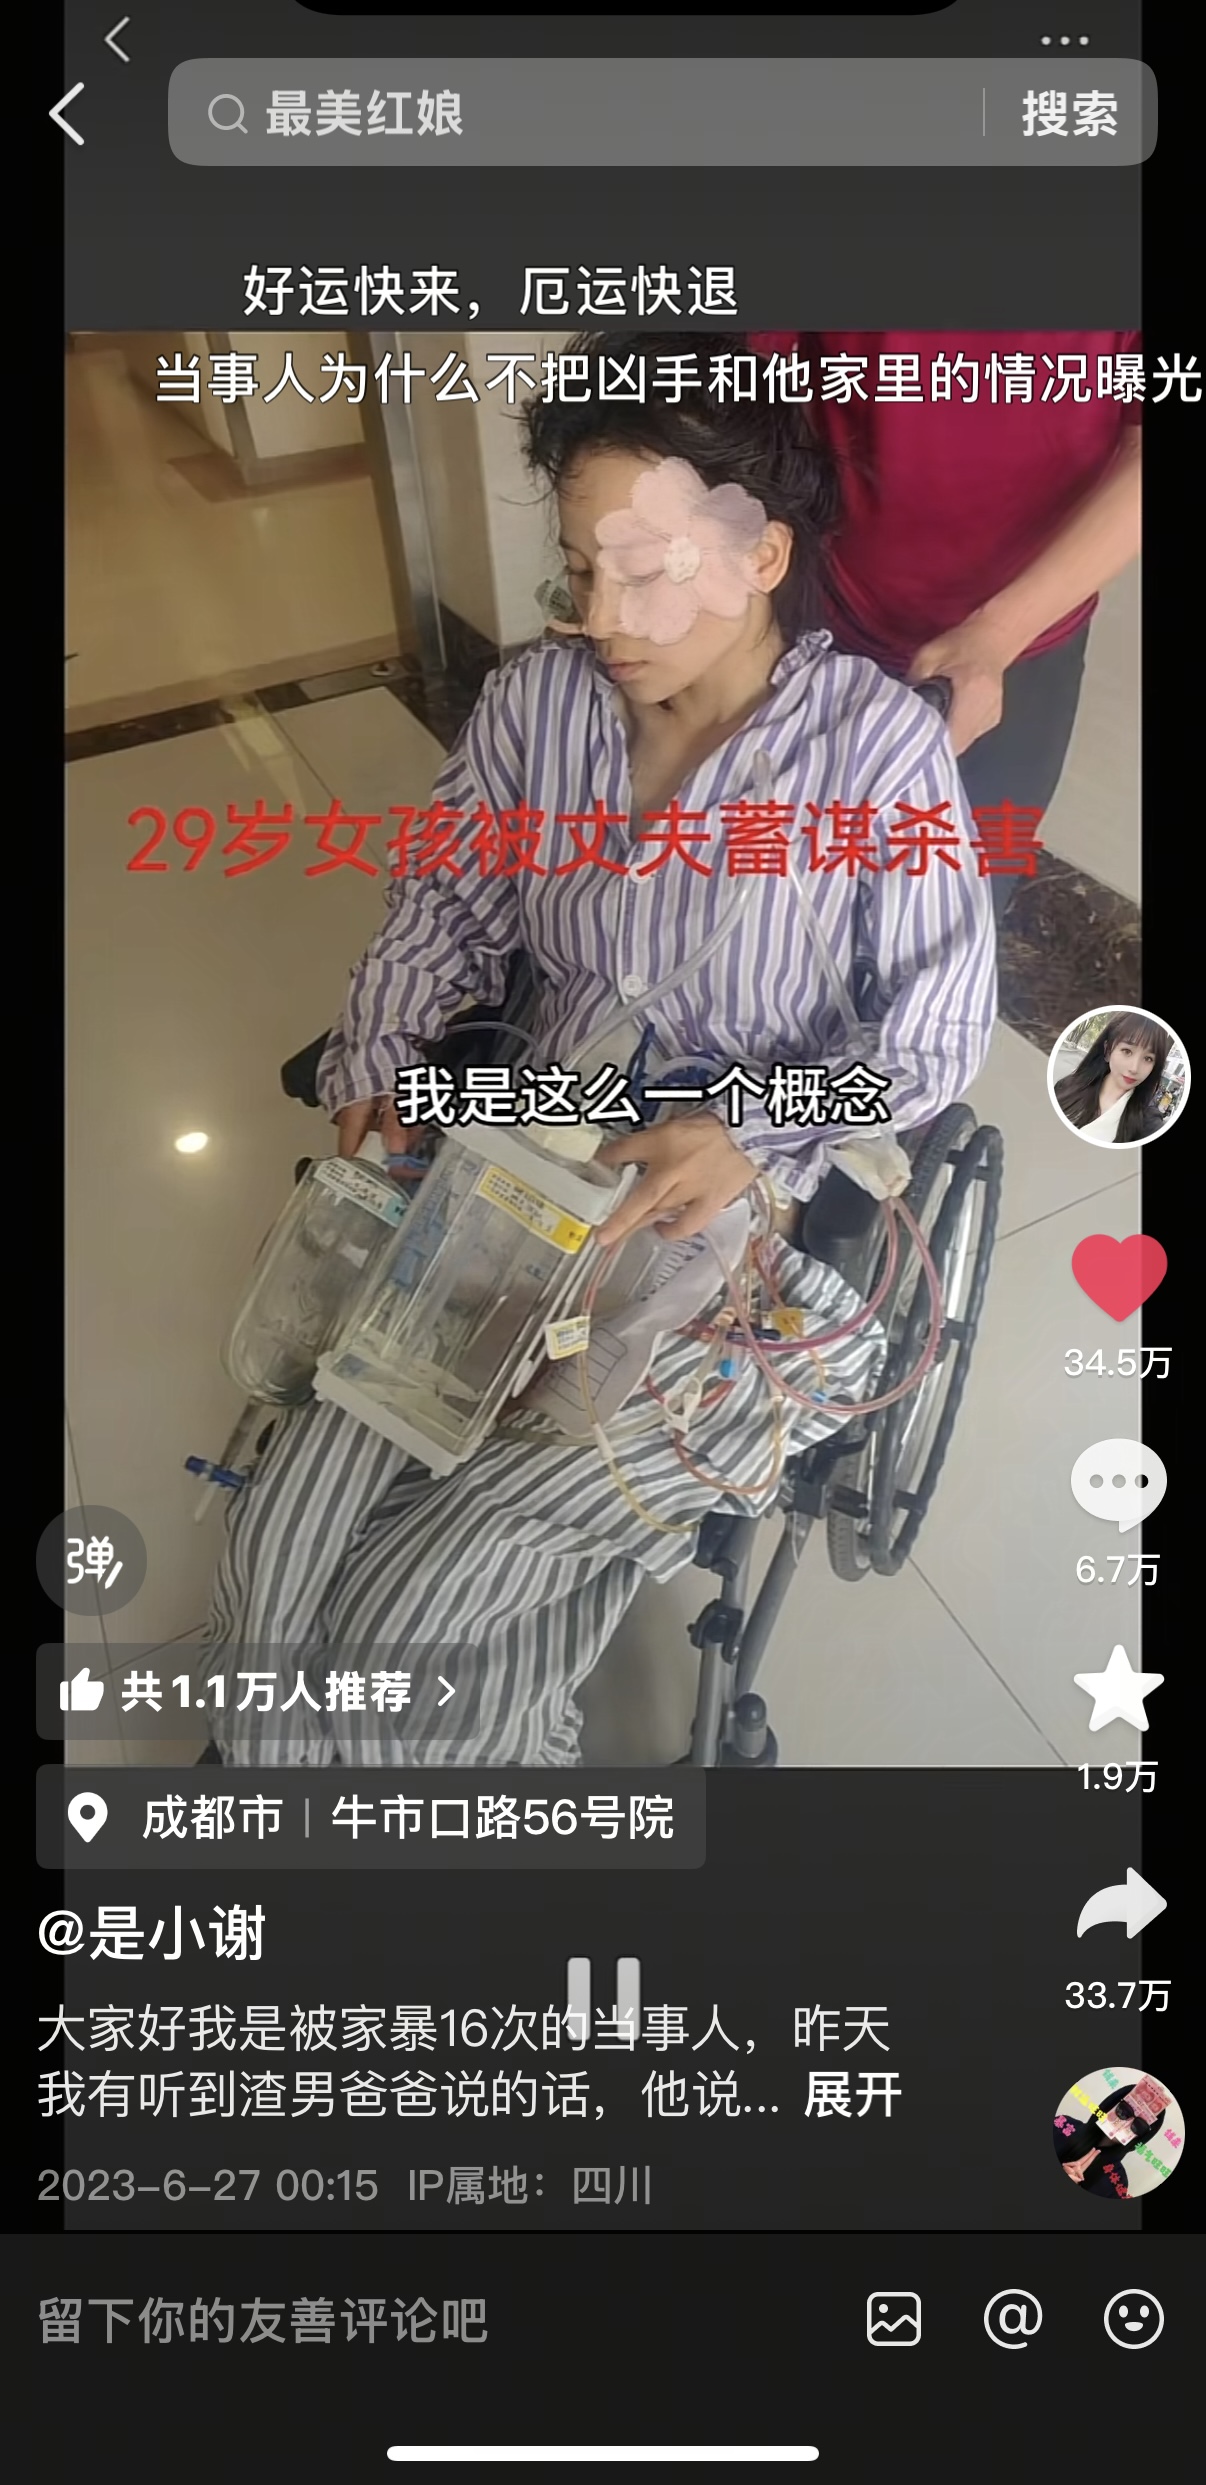 最美红娘
搜索
好运快来，厄运快退
当事人为什么不把凶手和他家里的情况曝光
29岁女孩被丈夫蓄谋杀害
我是这么一个概念
34.5万
6.7万
弹
共1.1万人推荐
1.9万
成都市
牛市口路56号院
@是小谢
33.7万
大家好我是被家暴16次的当事人，昨天
我有听到渣男爸爸说的话，他说... 展开
2023-6-27 00:15 IP属地：四川
留下你的友善评论吧